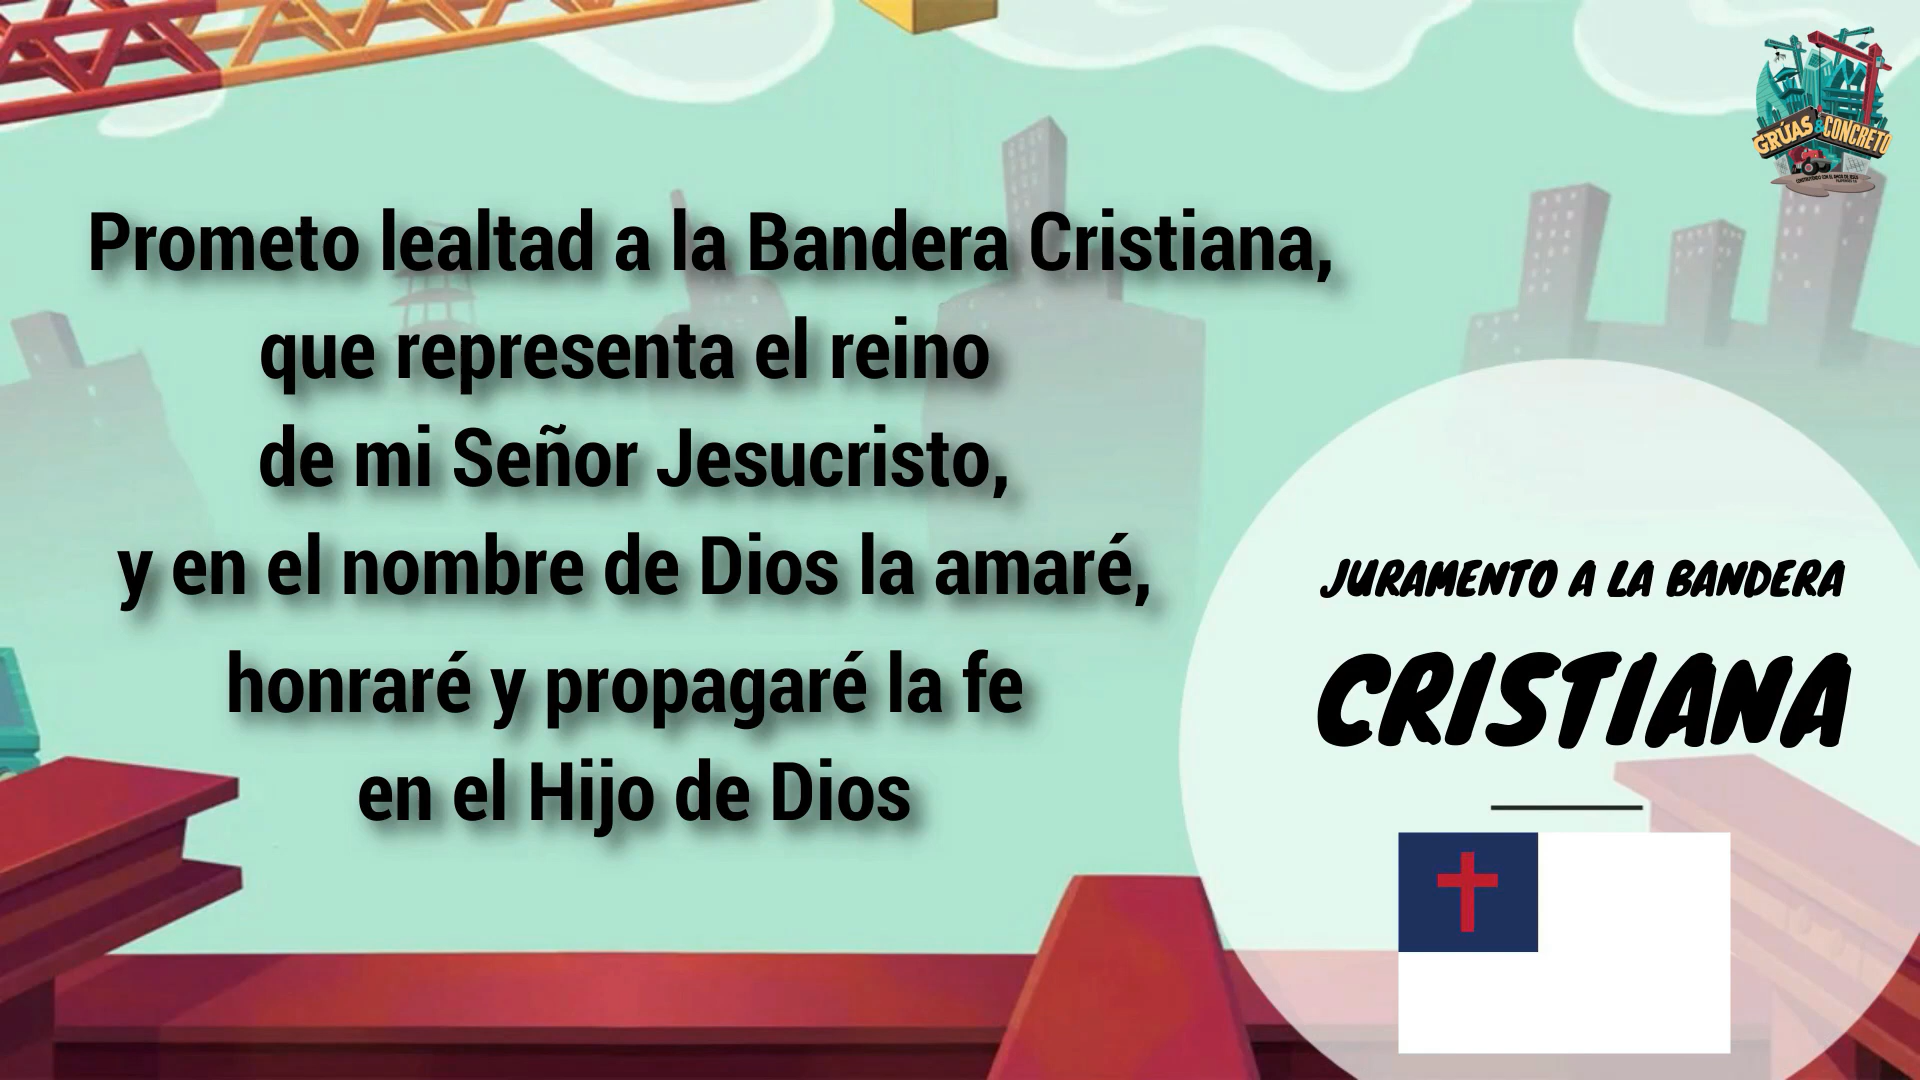 Prometo lealtad a la Bandera Cristiana,
que representa el reino
de mi Señor Jesucristo,
y en el nombre de Dios la amaré,
honraré y propagaré la fe
en el Hijo de Dios
JURAMENTO A LA BANDERA
CRISTIANA
GRÚAS & CONCRETO